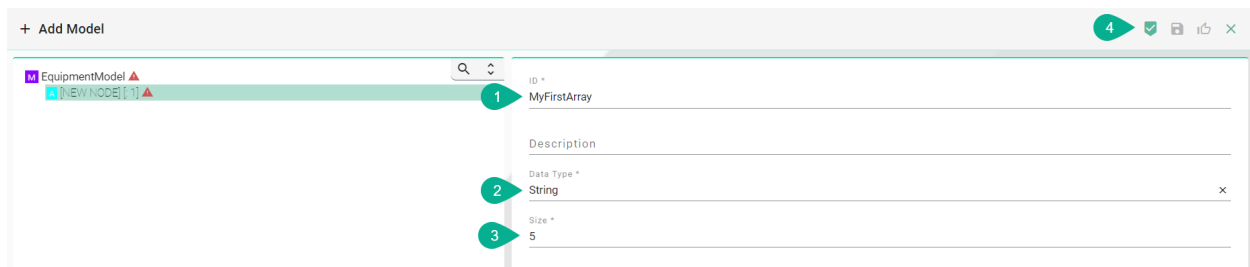 + Add Model
4
M EquipmentModel
A [NEW NODE] [ 1]
ID *
1
MyFirstArray
Description
Data Type *
2
String
Size *
3
5